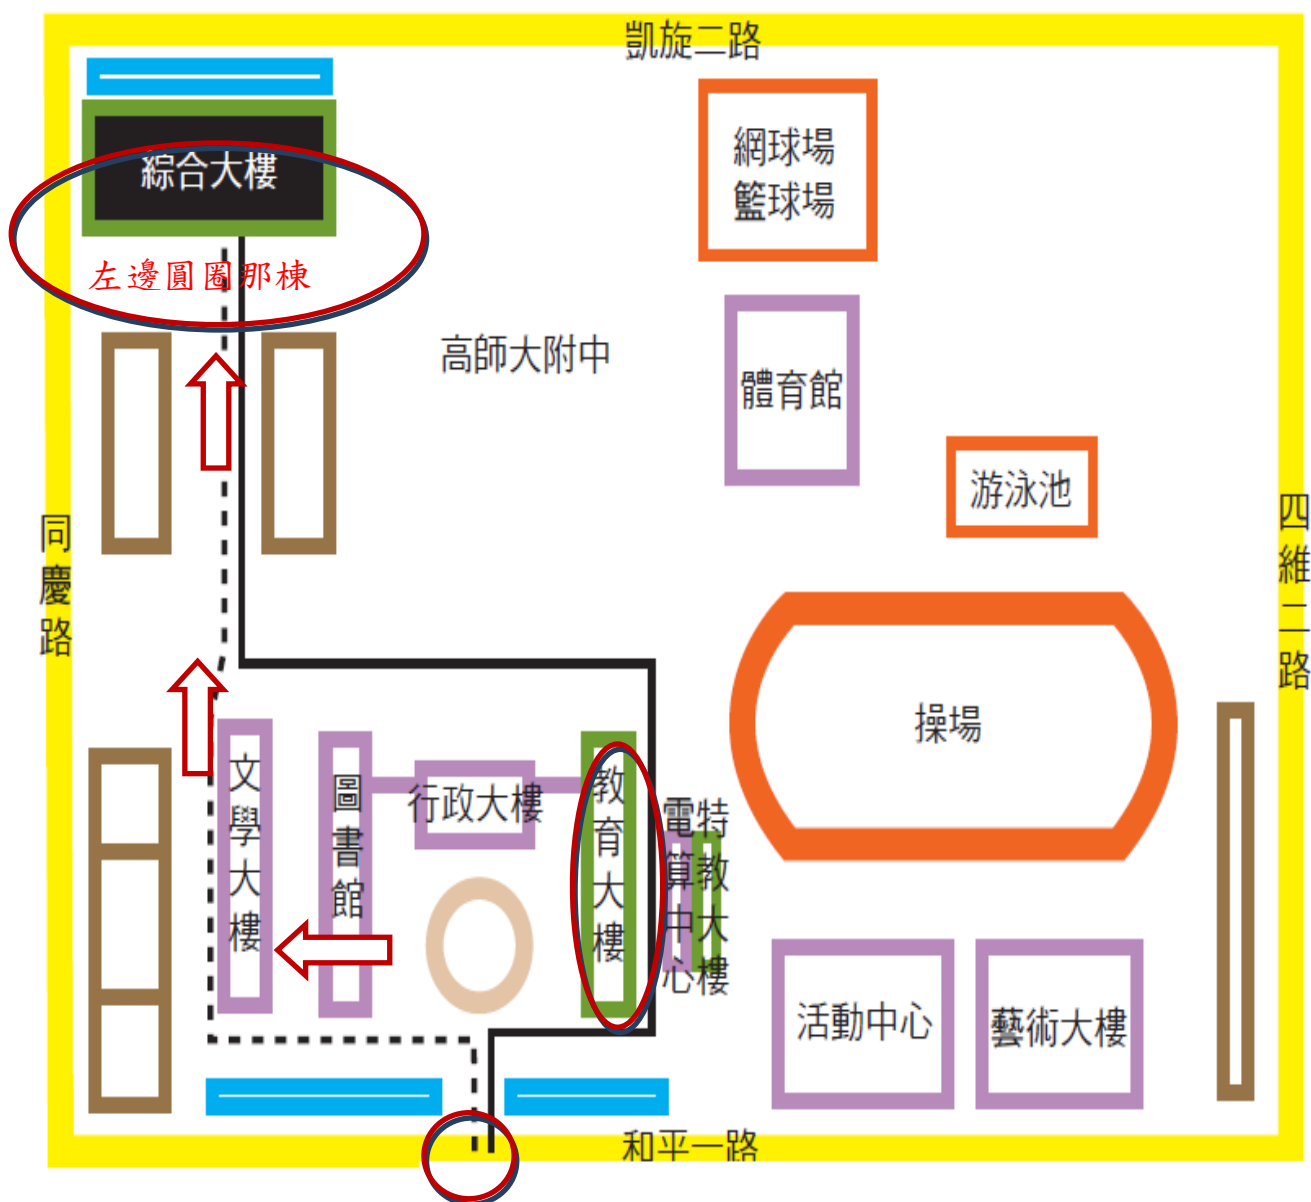 凱旋二路
綜合大樓
左邊圓圈那棟
網球場
籃球場
高師大附中
體育館
游泳池
同慶路
四維二路
操場
文學大樓
圖書館
行政大樓
教育大樓
電算中心
特教大樓
活動中心
藝術大樓
和平一路